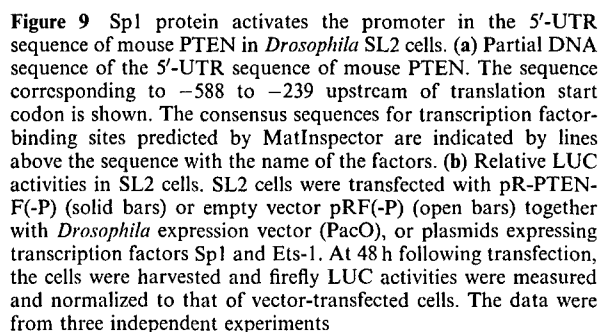 Figure 9 Sp1 protein activates the promoter in the 5′-UTR
sequence of mouse PTEN in Drosophila SL2 cells. (a) Partial DNA
sequence of the 5′-UTR sequence of mouse PTEN. The sequence
corresponding to −588 to −239 upstream of translation start
codon is shown. The consensus sequences for transcription factor-
binding sites predicted by MatInspector are indicated by lines
above the sequence with the name of the factors. (b) Relative LUC
activities in SL2 cells. SL2 cells were transfected with pR-PTEN-
F(-P) (solid bars) or empty vector pRF(-P) (open bars) together
with Drosophila expression vector (PacO), or plasmids expressing
transcription factors Sp1 and Ets-1. At 48 h following transfection,
the cells were harvested and firefly LUC activities were measured
and normalized to that of vector-transfected cells. The data were
from three independent experiments